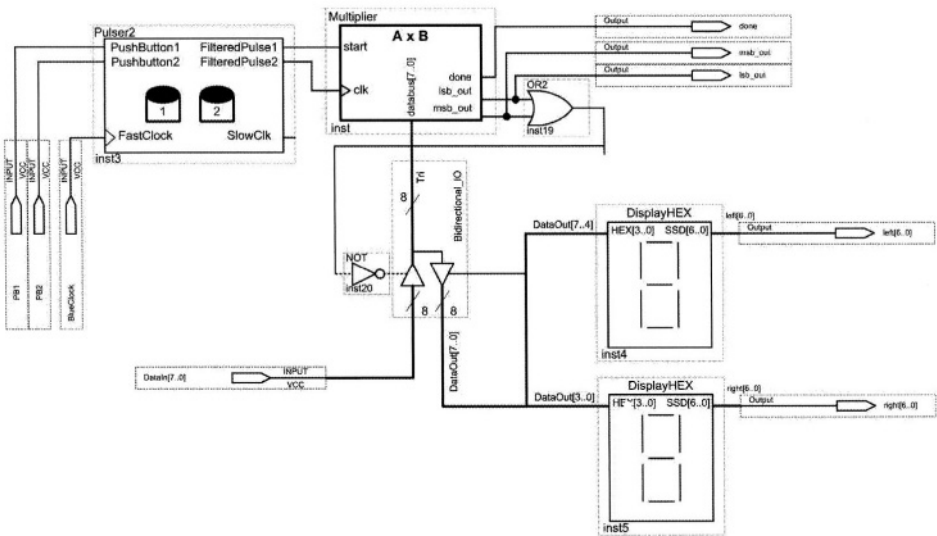 Pulser2
PushButton1 FilteredPulse1
Pushbutton2 FilteredPulse2
1 2
FastClock SlowClk
inst3
Multiplier
A x B
start
clk
databus[7..0]
done
lsb_out
msb_out
inst
OR2
inst19
Output done
Output msb_out
Output lsb_out
INPUT
VCC
PB1
INPUT
VCC
PB2
INPUT
VCC
BlueClock
8
Tri
Bidirectional_IO
NOT
inst20
8 8
DataOut[7..0]
DataIn[7..0]
INPUT
VCC
DataOut[7..4]
DisplayHEX
HEX[3..0] SSD[6..0]
inst4
left[6..0]
Output left[6..0]
DataOut[3..0]
DisplayHEX
HEX[3..0] SSD[6..0]
inst5
right[6..0]
Output right[6..0]